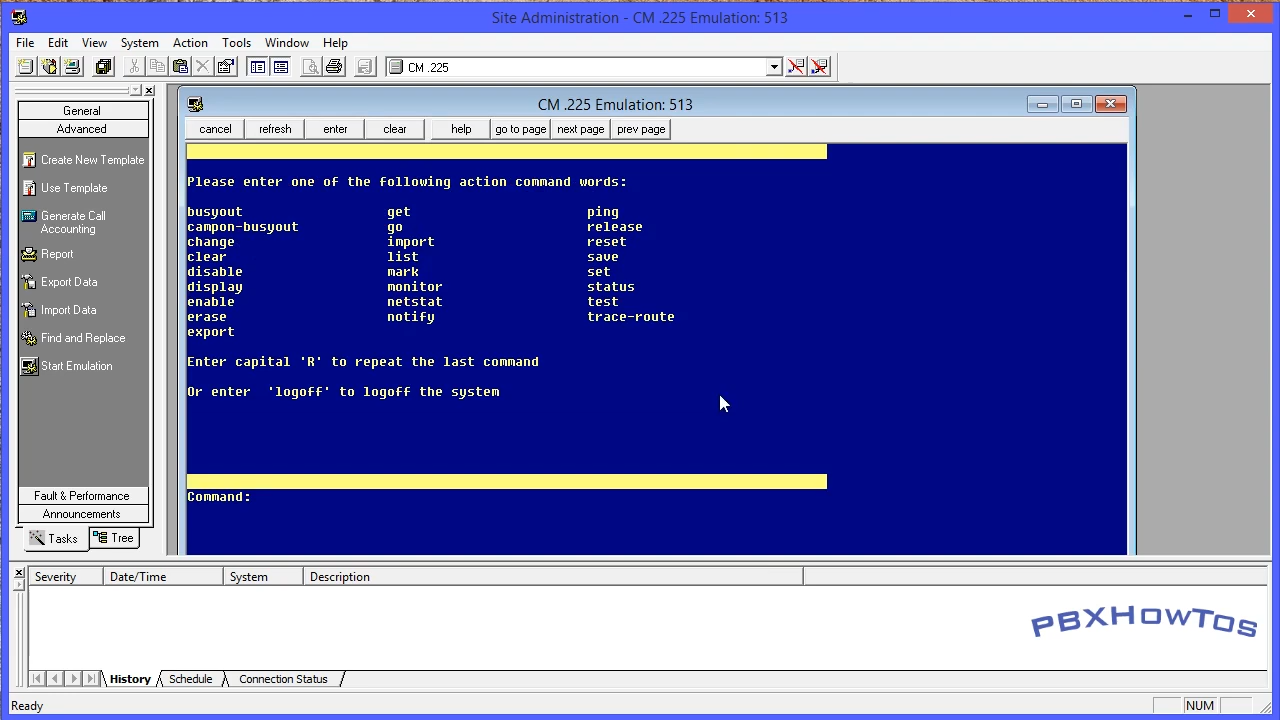 Site Administration - CM .225 Emulation: 513
File Edit View System Action Tools Window Help
CM .225
General
Advanced
Create New Template
Use Template
Generate Call
Accounting
Report
Export Data
Import Data
Find and Replace
Start Emulation
Fault & Performance
Announcements
Tasks Tree
CM .225 Emulation: 513
cancel refresh enter clear help go to page next page prev page
Please enter one of the following action command words:
busyout get ping
campon-busyout go release
change import reset
clear list save
disable mark set
display monitor status
enable netstat test
erase notify trace-route
export
Enter capital 'R' to repeat the last command
Or enter 'logoff' to logoff the system
Command:
Severity Date/Time System Description
PBXHowTos
History Schedule Connection Status
Ready NUM